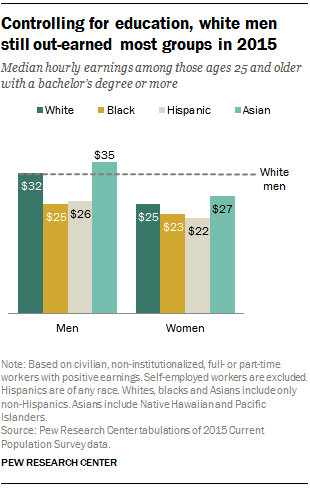 Controlling for education, white men
still out-earned most groups in 2015
Median hourly earnings among those ages 25 and older
with a bachelor's degree or more
White Black Hispanic Asian
$32 $25 $26 $35 $25 $23 $22 $27
White
men
Men Women
Note: Based on civilian, non-institutionalized, full- or part-time
workers with positive earnings. Self-employed workers are excluded.
Hispanics are of any race. Whites, blacks and Asians include only
non-Hispanics. Asians include Native Hawaiian and Pacific
Islanders.
Source: Pew Research Center tabulations of 2015 Current
Population Survey data.
PEW RESEARCH CENTER